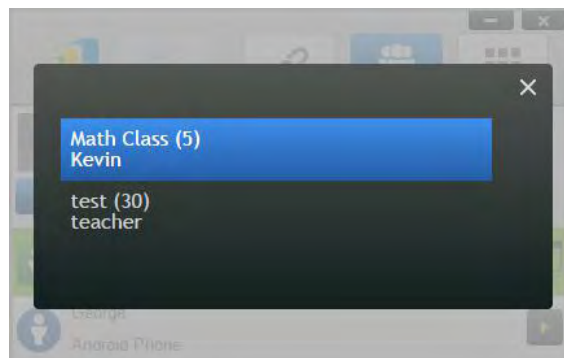 Math Class (5)
Kevin
test (30)
teacher
George
Android Phone